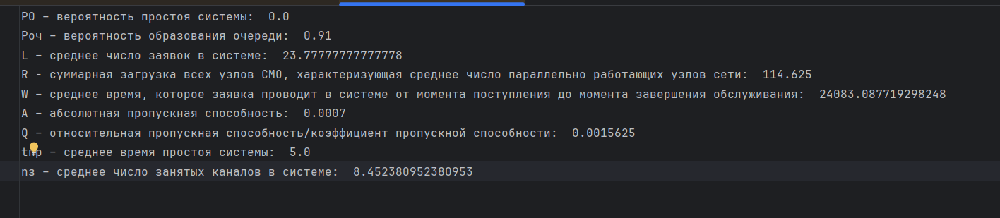 P0 – вероятность простоя системы:  0.0
Роч – вероятность образования очереди:  0.91
L – среднее число заявок в системе:  23.77777777777778
R - суммарная загрузка всех узлов СМО, характеризующая среднее число параллельно работающих узлов сети:  114.625
W – среднее время, которое заявка проводит в системе от момента поступления до момента завершения обслуживания:  24083.087719298248
A – абсолютная пропускная способность:  0.0007
Q – относительная пропускная способность/коэффициент пропускной способности:  0.0015625
tпр – среднее время простоя системы:  5.0
nз – среднее число занятых каналов в системе:  8.452380952380953